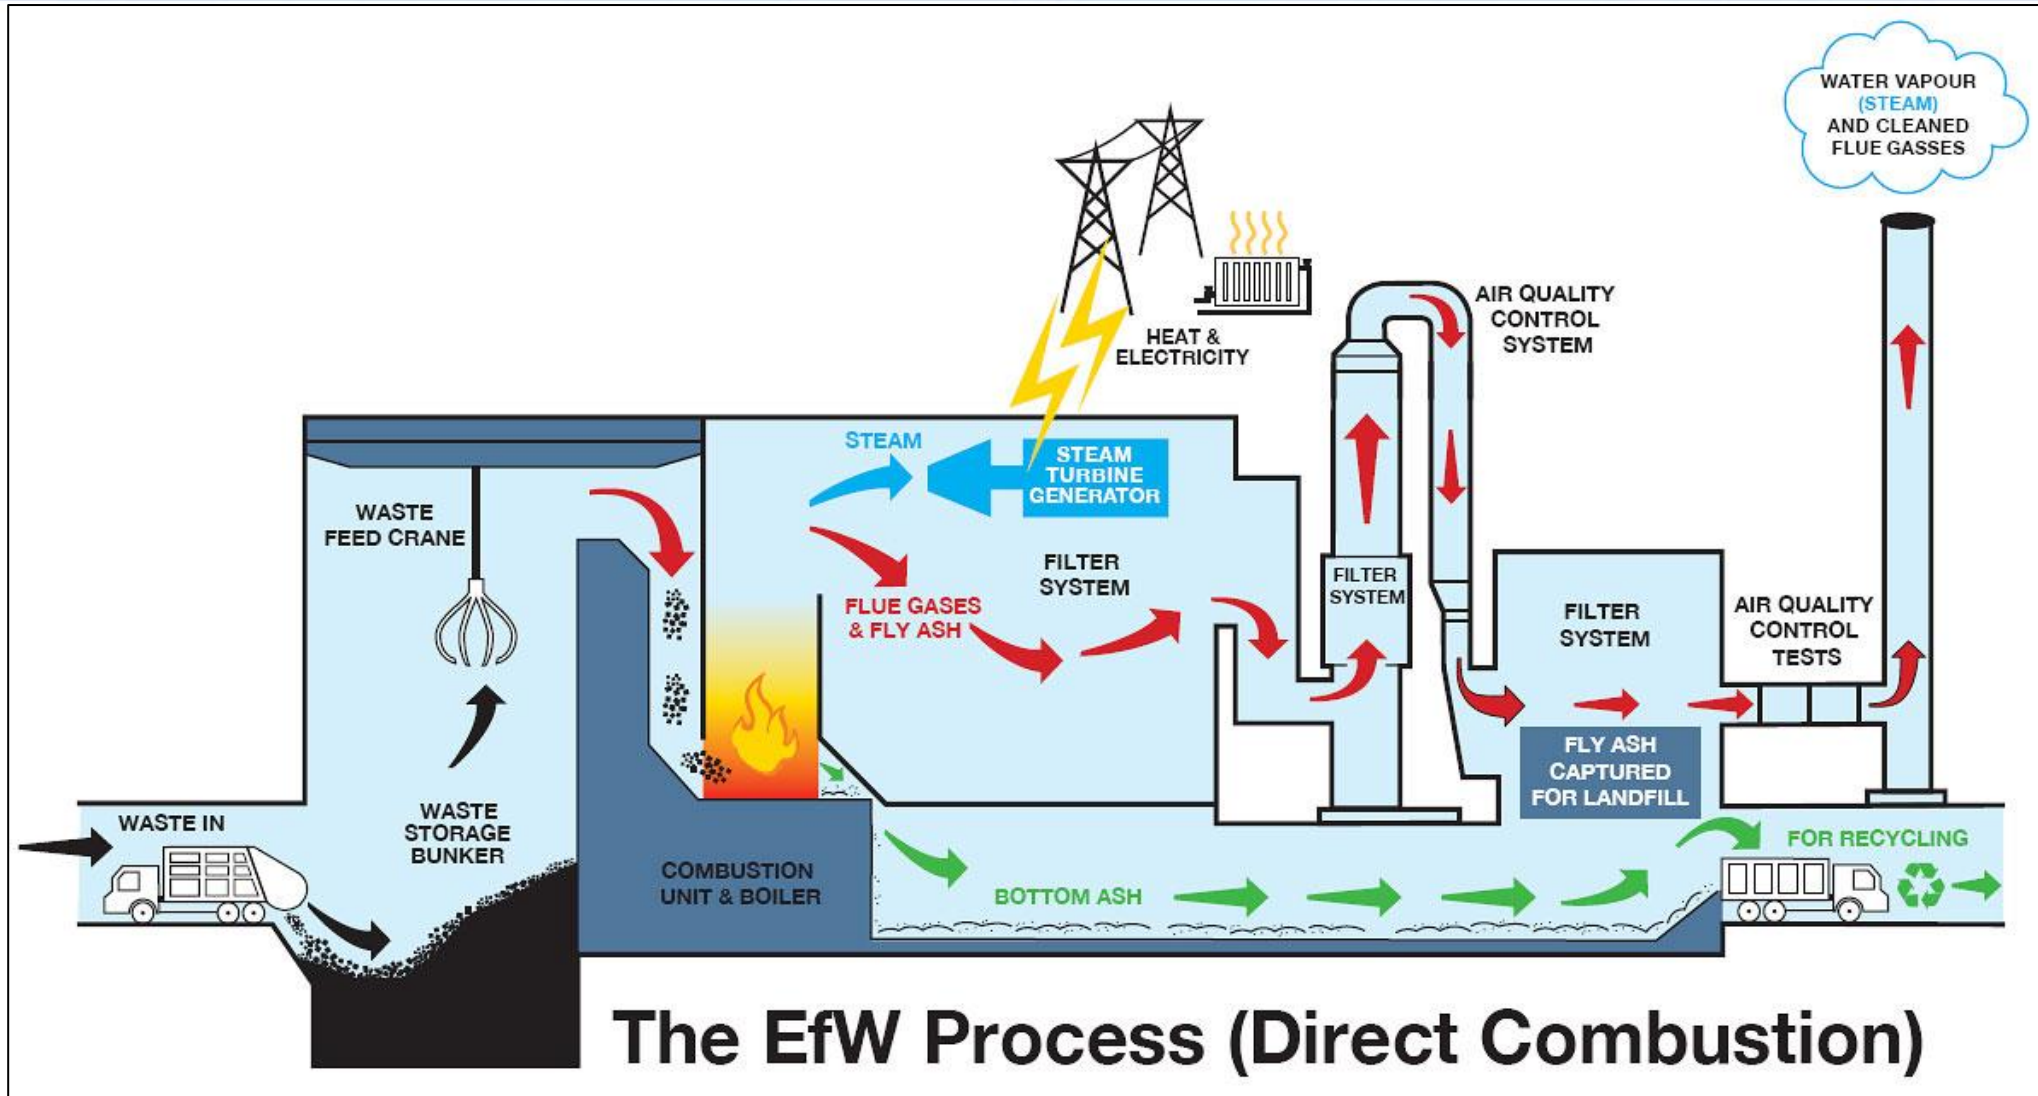 WATER VAPOUR
(STEAM)
AND CLEANED
FLUE GASSES
HEAT &
ELECTRICITY
AIR QUALITY
CONTROL
SYSTEM
STEAM
STEAM
TURBINE
GENERATOR
WASTE
FEED CRANE
FILTER
SYSTEM
FLUE GASES
& FLY ASH
FILTER
SYSTEM
FILTER
SYSTEM
AIR QUALITY
CONTROL
TESTS
FLY ASH
CAPTURED
FOR LANDFILL
WASTE IN
WASTE
STORAGE
BUNKER
COMBUSTION
UNIT & BOILER
BOTTOM ASH
FOR RECYCLING
The EfW Process (Direct Combustion)